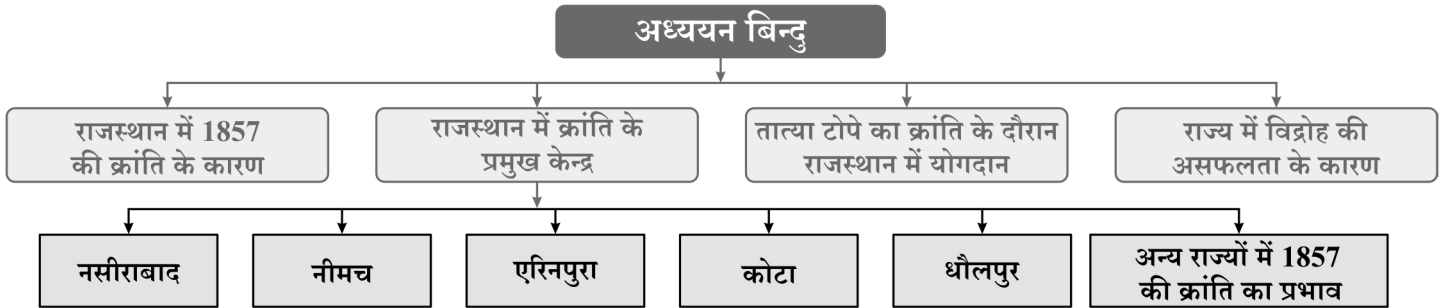 अध्ययन बिन्दु
राजस्थान में 1857
की क्रांति के कारण
राजस्थान में क्रांति के
प्रमुख केन्द्र
तात्या टोपे का क्रांति के दौरान
राजस्थान में योगदान
राज्य में विद्रोह की
असफलता के कारण
नसीराबाद
नीमच
एरिनपुरा
कोटा
धौलपुर
अन्य राज्यों में 1857
की क्रांति का प्रभाव